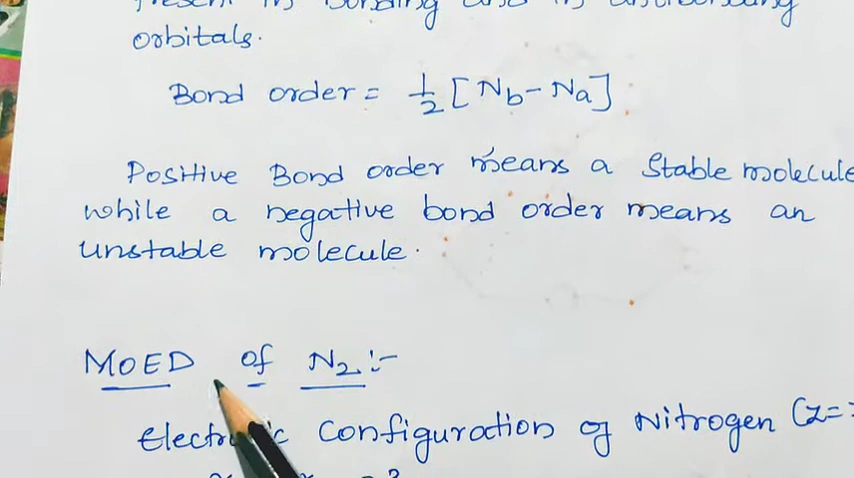 orbitals.
Bond order = 1/2 [Nb - Na]
Positive Bond order means a stable molecule
while a negative bond order means an
unstable molecule.
MOED of N2 :-
Electronic configuration of Nitrogen (Z=